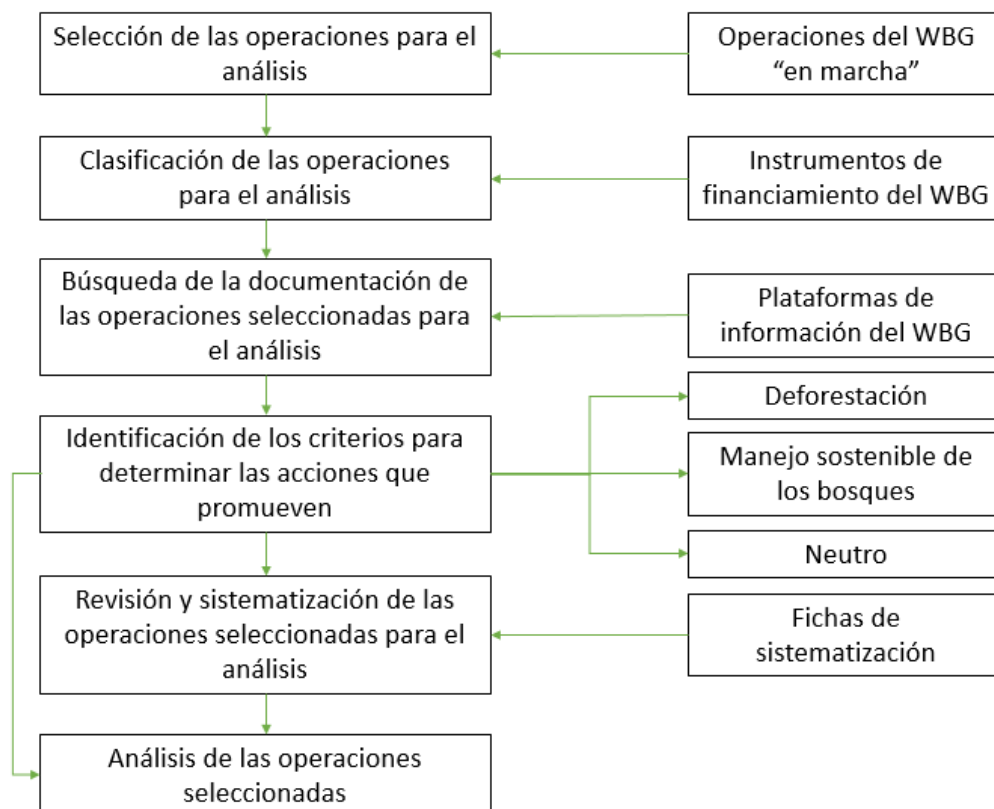 Selección de las operaciones para el
análisis
Operaciones del WBG
“en marcha”
Clasificación de las operaciones
para el análisis
Instrumentos de
financiamiento del WBG
Búsqueda de la documentación de
las operaciones seleccionadas para
el análisis
Plataformas de
información del WBG
Identificación de los criterios para
determinar las acciones que
promueven
Deforestación
Manejo sostenible de
los bosques
Neutro
Revisión y sistematización de las
operaciones seleccionadas para el
análisis
Fichas de
sistematización
Análisis de las operaciones
seleccionadas